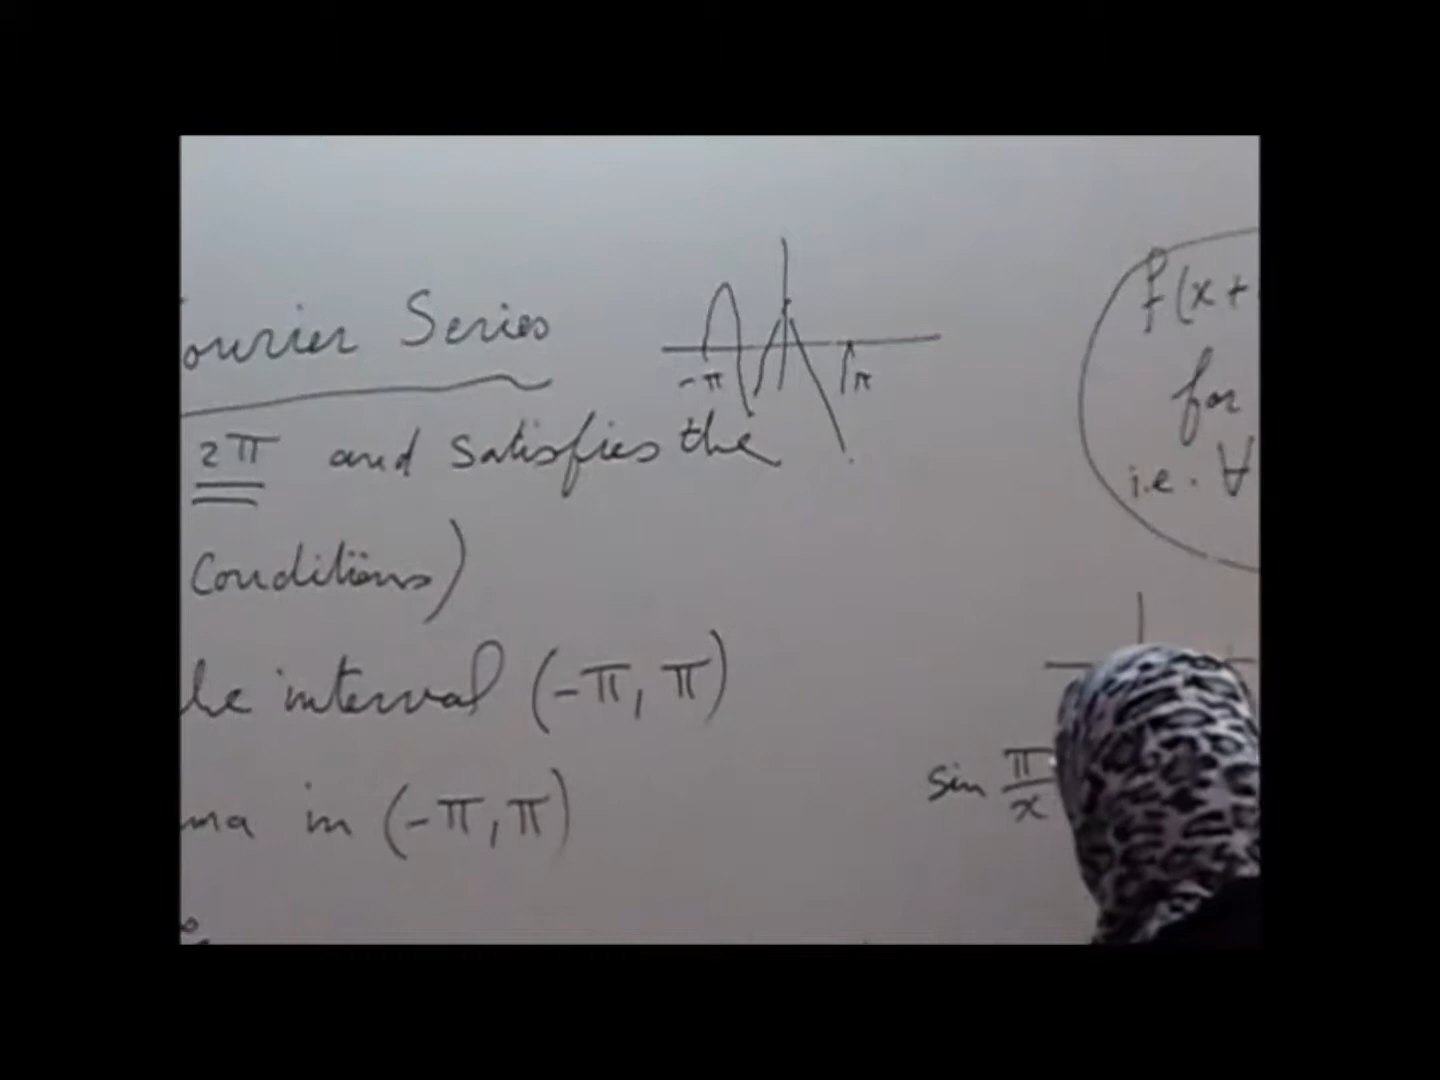 ourier Series
-π π
2π and satisfies the
Conditions)
he interval (-π, π)
ma in (-π, π)
f(x+
for
i.e. ∀
sin π/x